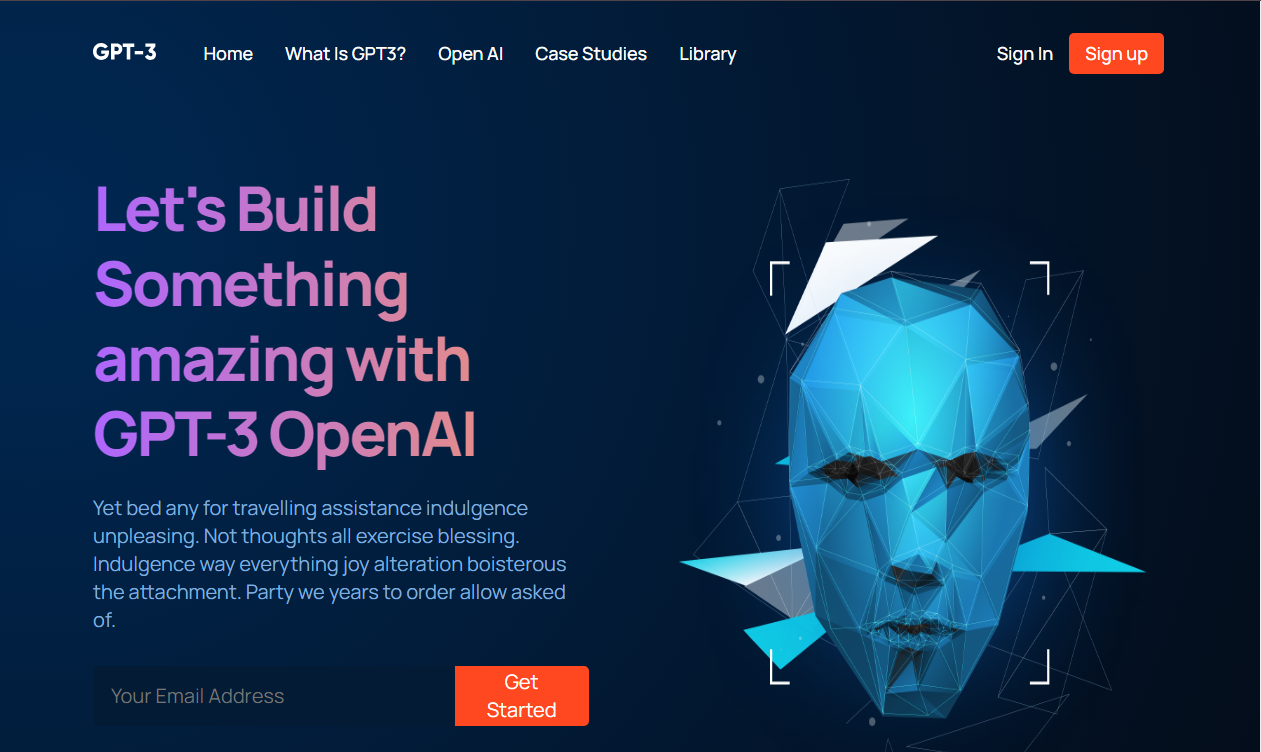 GPT-3 Home What Is GPT3? Open AI Case Studies Library Sign In Sign up
Let's Build
Something
amazing with
GPT-3 OpenAI
Yet bed any for travelling assistance indulgence
unpleasing. Not thoughts all exercise blessing.
Indulgence way everything joy alteration boisterous
the attachment. Party we years to order allow asked
of.
Your Email Address
Get
Started